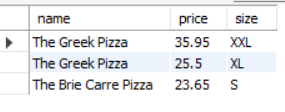 name price size
The Greek Pizza 35.95 XXL
The Greek Pizza 25.5 XL
The Brie Carre Pizza 23.65 S